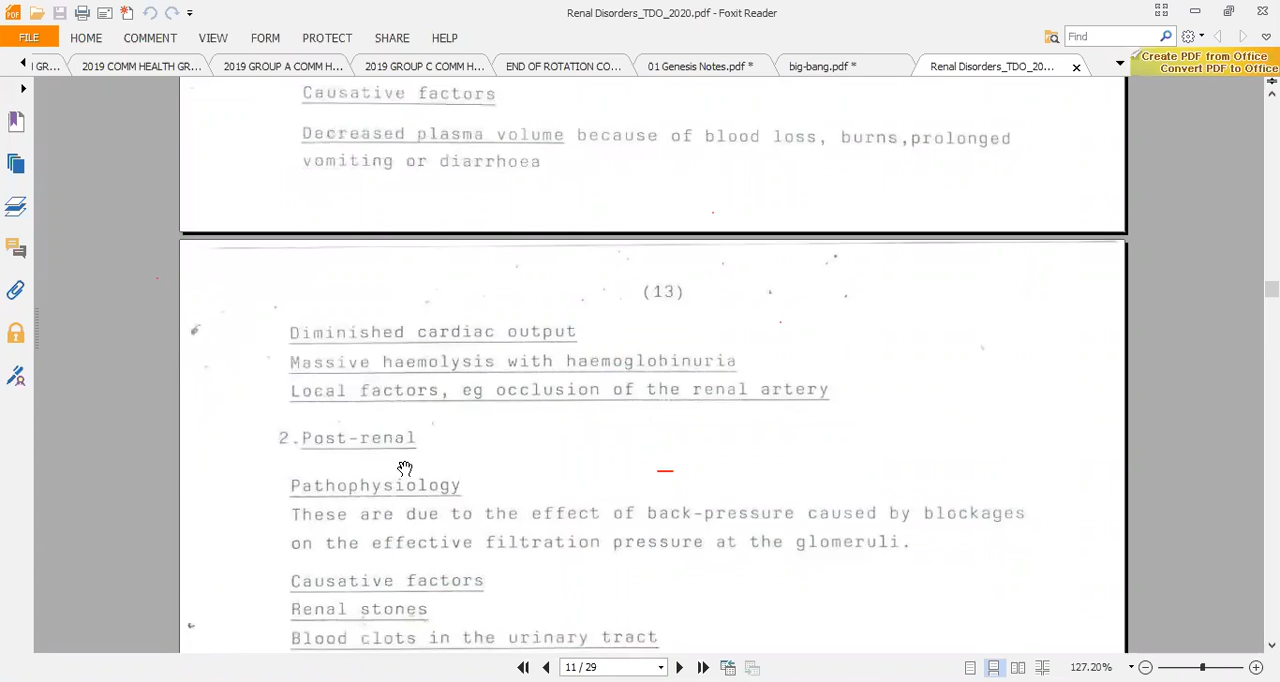 Renal Disorders_TDO_2020.pdf - Foxit Reader
FILE HOME COMMENT VIEW FORM PROTECT SHARE HELP
Find
I GR... 2019 COMM HEALTH GR... 2019 GROUP A COMM H... 2019 GROUP C COMM H... END OF ROTATION CO... 01 Genesis Notes.pdf * big-bang.pdf * Renal Disorders_TDO_20...
Create PDF from Office
Convert PDF to Office
Causative factors
Decreased plasma volume because of blood loss, burns,prolonged
vomiting or diarrhoea
(13)
Diminished cardiac output
Massive haemolysis with haemoglobinuria
Local factors, eg occlusion of the renal artery
2.Post-renal
Pathophysiology
These are due to the effect of back-pressure caused by blockages
on the effective filtration pressure at the glomeruli.
Causative factors
Renal stones
Blood clots in the urinary tract
11 / 29
127.20%